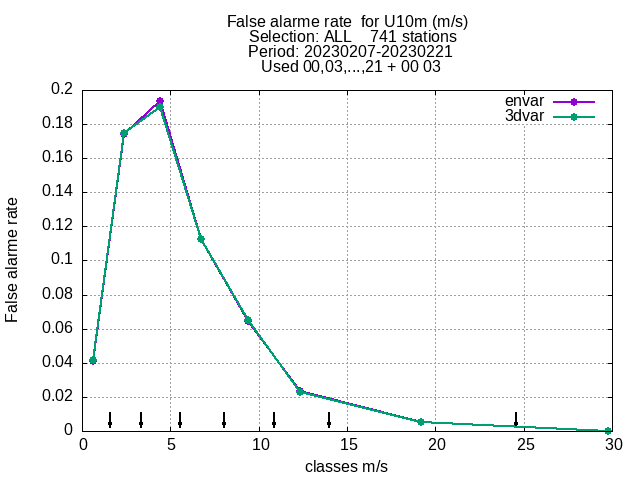 False alarme rate  for U10m (m/s)
Selection: ALL    741 stations
Period: 20230207-20230221
Used 00,03,...,21 + 00 03
envar
3dvar
0.2
0.18
0.16
0.14
0.12
0.1
0.08
0.06
0.04
0.02
0
False alarme rate
0 5 10 15 20 25 30
classes m/s